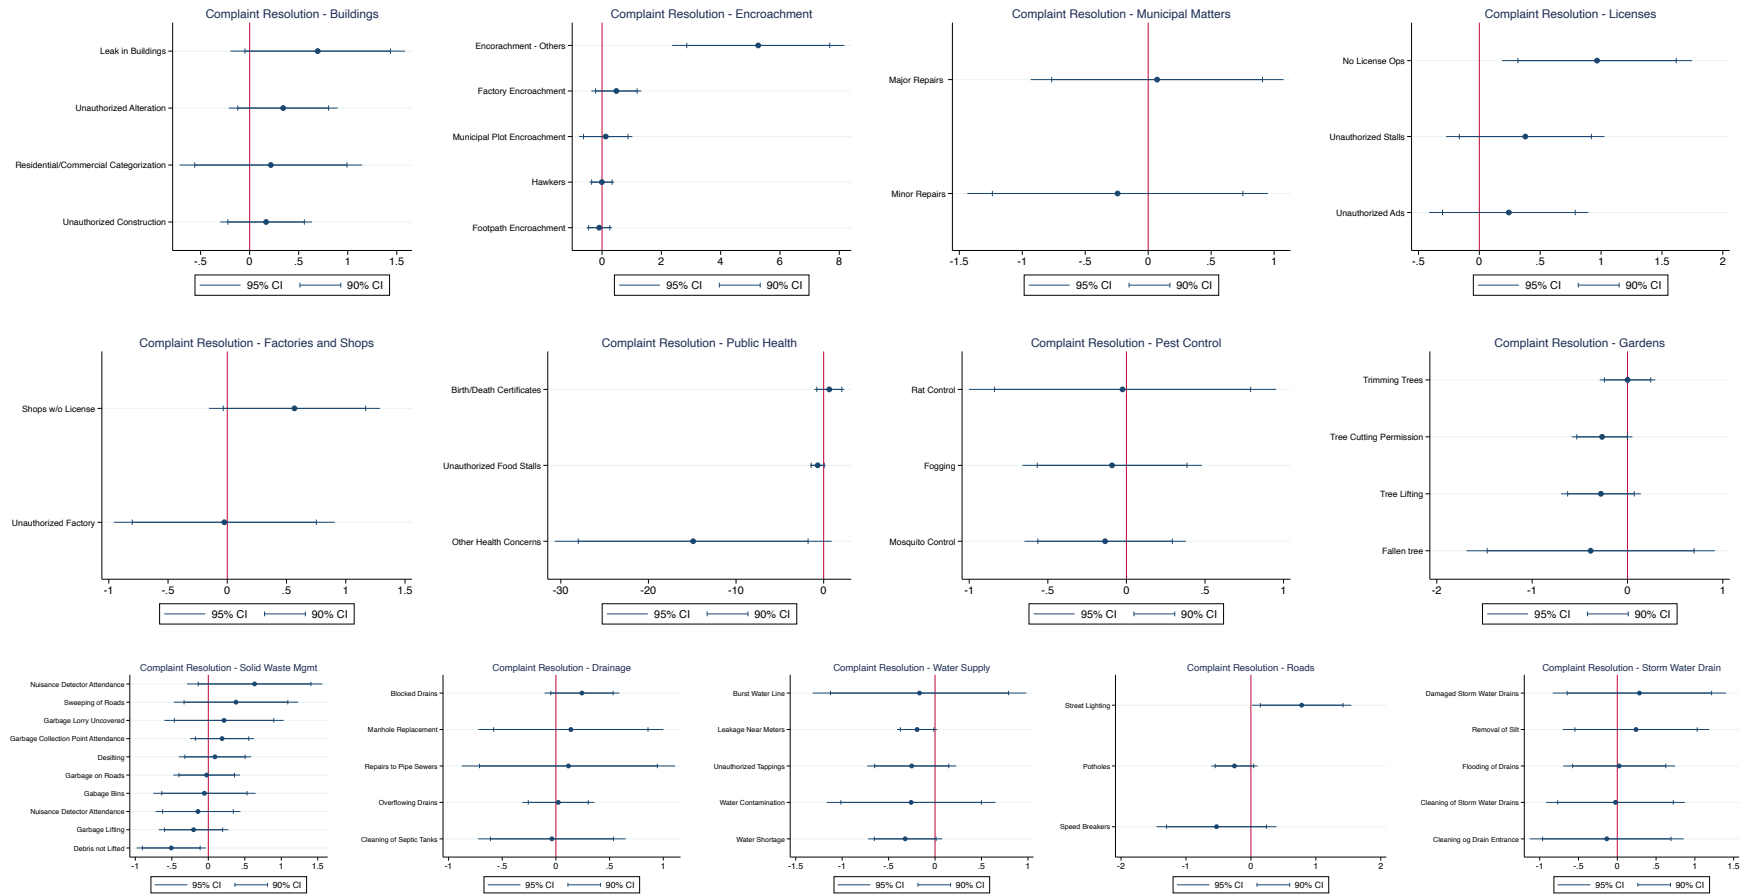 Complaint Resolution - Buildings
Leak in Buildings
Unauthorized Alteration
Residential/Commercial Categorization
Unauthorized Construction
-.5 0 .5 1 1.5
95% CI 90% CI
Complaint Resolution - Encroachment
Encorachment - Others
Factory Encroachment
Municipal Plot Encroachment
Hawkers
Footpath Encroachment
0 2 4 6 8
95% CI 90% CI
Complaint Resolution - Municipal Matters
Major Repairs
Minor Repairs
-1.5 -1 -.5 0 .5 1
95% CI 90% CI
Complaint Resolution - Licenses
No License Ops
Unauthorized Stalls
Unauthorized Ads
-.5 0 .5 1 1.5 2
95% CI 90% CI
Complaint Resolution - Factories and Shops
Shops w/o License
Unauthorized Factory
-1 -.5 0 .5 1 1.5
95% CI 90% CI
Complaint Resolution - Public Health
Birth/Death Certificates
Unauthorized Food Stalls
Other Health Concerns
-30 -20 -10 0
95% CI 90% CI
Complaint Resolution - Pest Control
Rat Control
Fogging
Mosquito Control
-1 -.5 0 .5 1
95% CI 90% CI
Complaint Resolution - Gardens
Trimming Trees
Tree Cutting Permission
Tree Lifting
Fallen tree
-2 -1 0 1
95% CI 90% CI
Complaint Resolution - Solid Waste Mgmt
Nuisance Detector Attendance
Sweeping of Roads
Garbage Lorry Uncovered
Garbage Collection Point Attendance
Desilting
Garbage on Roads
Gabage Bins
Nuisance Detector Attendance
Garbage Lifting
Debris not Lifted
-1 -.5 0 .5 1 1.5
95% CI 90% CI
Complaint Resolution - Drainage
Blocked Drains
Manhole Replacement
Repairs to Pipe Sewers
Overflowing Drains
Cleaning of Septic Tanks
-1 -.5 0 .5 1
95% CI 90% CI
Complaint Resolution - Water Supply
Burst Water Line
Leakage Near Meters
Unauthorized Tappings
Water Contamination
Water Shortage
-1.5 -1 -.5 0 .5 1
95% CI 90% CI
Complaint Resolution - Roads
Street Lighting
Potholes
Speed Breakers
-2 -1 0 1 2
95% CI 90% CI
Complaint Resolution - Storm Water Drain
Damaged Storm Water Drains
Removal of Silt
Flooding of Drains
Cleaning of Storm Water Drains
Cleaning og Drain Entrance
-1 -.5 0 .5 1 1.5
95% CI 90% CI